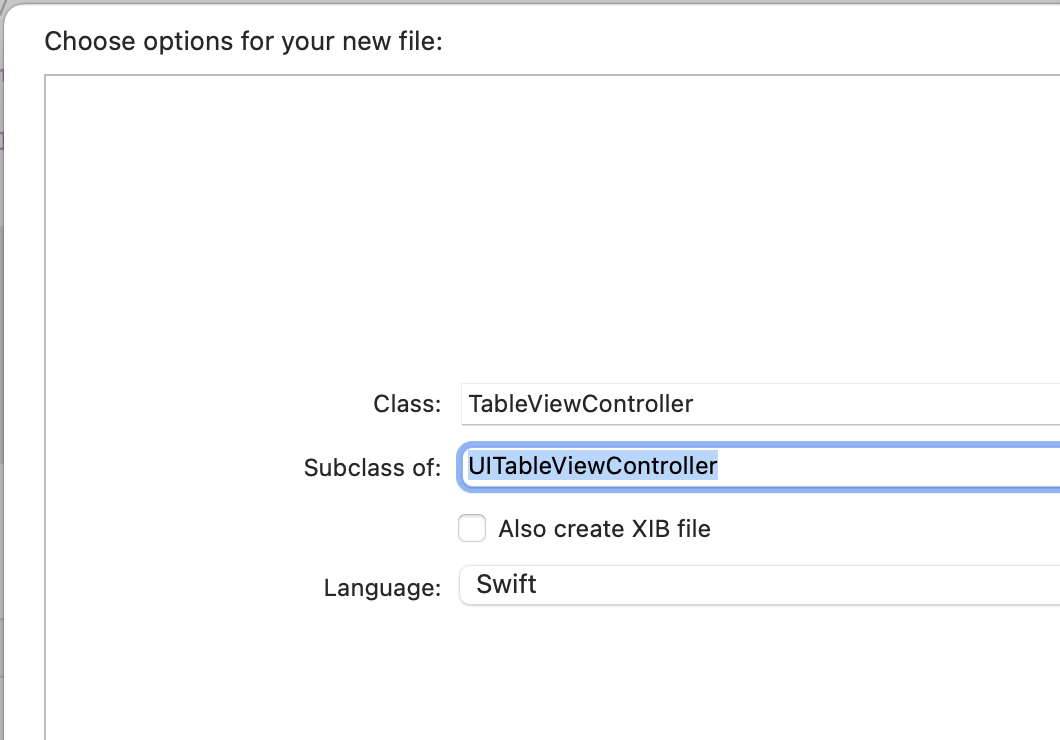 Choose options for your new file:
Class: TableViewController
Subclass of: UITableViewController
Also create XIB file
Language: Swift